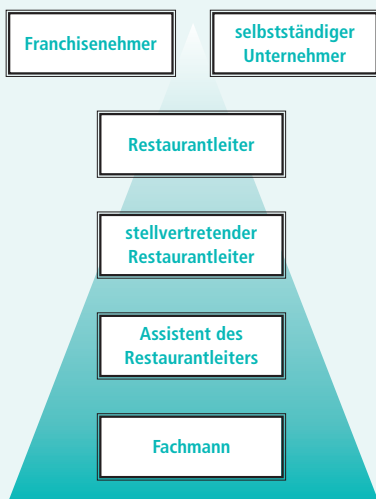 Franchisenehmer
selbstständiger
Unternehmer
Restaurantleiter
stellvertretender
Restaurantleiter
Assistent des
Restaurantleiters
Fachmann